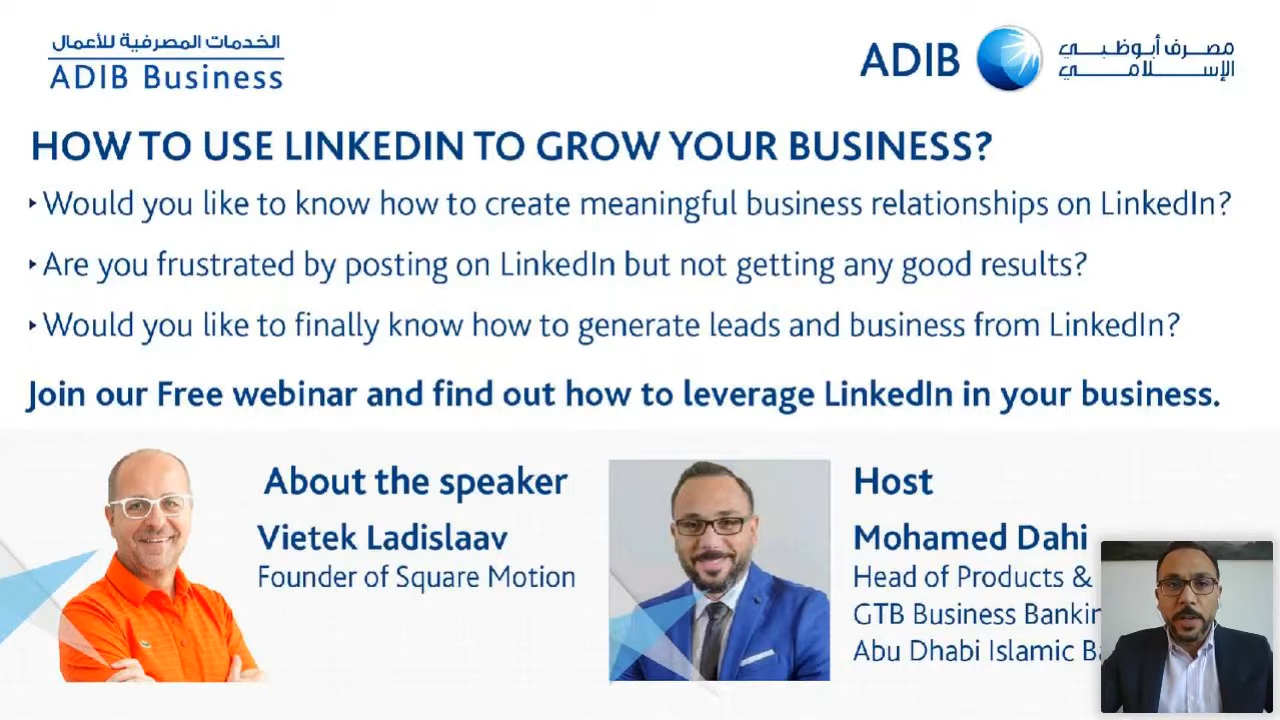 الخدمات المصرفية للأعمال
ADIB Business
ADIB
مصرف أبوظبي
الإسلامي
HOW TO USE LINKEDIN TO GROW YOUR BUSINESS?
‣ Would you like to know how to create meaningful business relationships on LinkedIn?
‣ Are you frustrated by posting on LinkedIn but not getting any good results?
‣ Would you like to finally know how to generate leads and business from LinkedIn?
Join our Free webinar and find out how to leverage LinkedIn in your business.
About the speaker
Vietek Ladislaav
Founder of Square Motion
Host
Mohamed Dahi
Head of Products &
GTB Business
Abu Dhabi Islamic